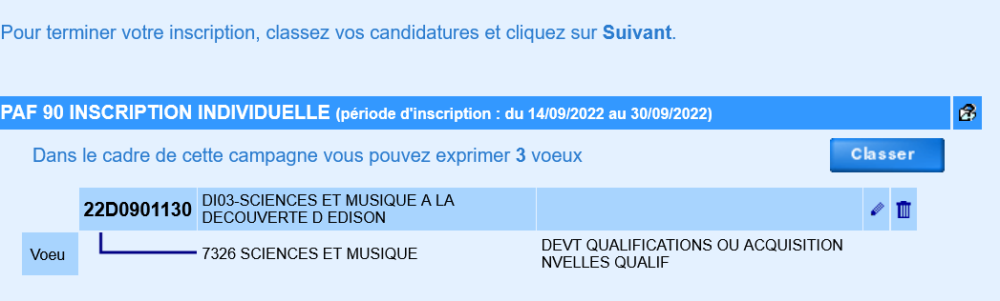 Pour terminer votre inscription, classez vos candidatures et cliquez sur Suivant.
PAF 90 INSCRIPTION INDIVIDUELLE (période d'inscription : du 14/09/2022 au 30/09/2022)
Dans le cadre de cette campagne vous pouvez exprimer 3 voeux
Classer
22D0901130
DI03-SCIENCES ET MUSIQUE A LA
DECOUVERTE D EDISON
Voeu
7326 SCIENCES ET MUSIQUE
DEVT QUALIFICATIONS OU ACQUISITION
NVELLES QUALIF